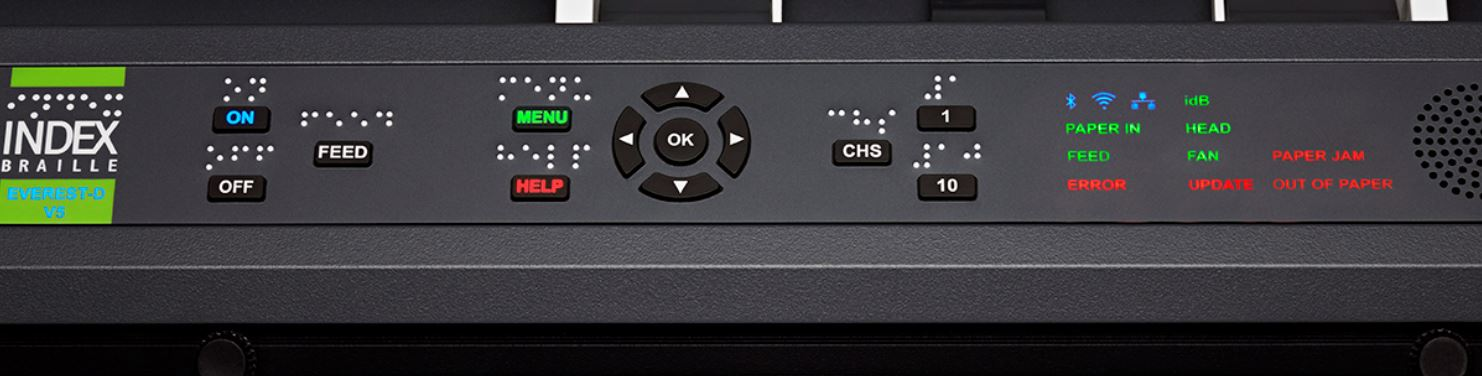 INDEX
BRAILLE
EVEREST-D
V5
ON
OFF
FEED
MENU
HELP
OK
CHS
1
10
idB
PAPER IN HEAD
FEED FAN PAPER JAM
ERROR UPDATE OUT OF PAPER